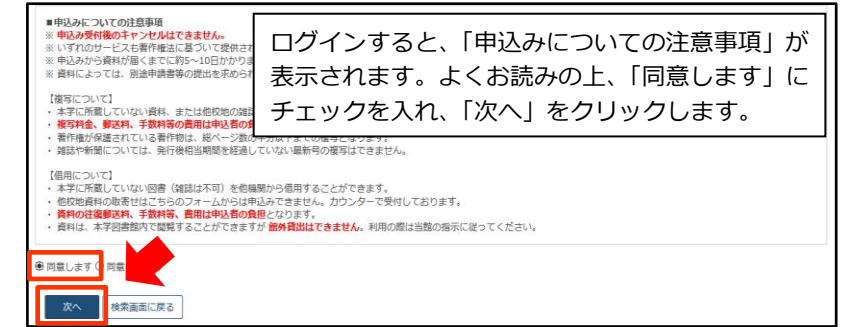 ■申込みについての注意事項
※ 申込み受付後のキャンセルはできません。
※ いずれのサービスも著作権法に基づいて提供され
※ 申込みから資料が届くまでに約5～10日かかりま
※ 資料によっては、別途申請書等の提出を求められ
ログインすると、「申込みについての注意事項」が
表示されます。よくお読みの上、「同意します」に
チェックを入れ、「次へ」をクリックします。
【複写について】
・ 本学に所蔵していない資料、または他校地の雑誌
・ 複写料金、郵送料、手数料等の費用は申込者の負
・ 著作権が保護されている著作物は、総ページ数の半分以下までの複写となります。
・ 雑誌や新聞については、発行後相当期間を経過していない最新号の複写はできません。
【借用について】
・ 本学に所蔵していない図書（雑誌は不可）を他機関から借用することができます。
・ 他校地資料の取寄せはこちらのフォームからは申込みできません。カウンターで受付しております。
・ 資料の往復郵送料、手数料等、費用は申込者の負担となります。
・ 資料は、本学図書館内で閲覧することができますが 館外貸出はできません。利用の際は当館の指示に従ってください。
同意します 同意
次へ 検索画面に戻る